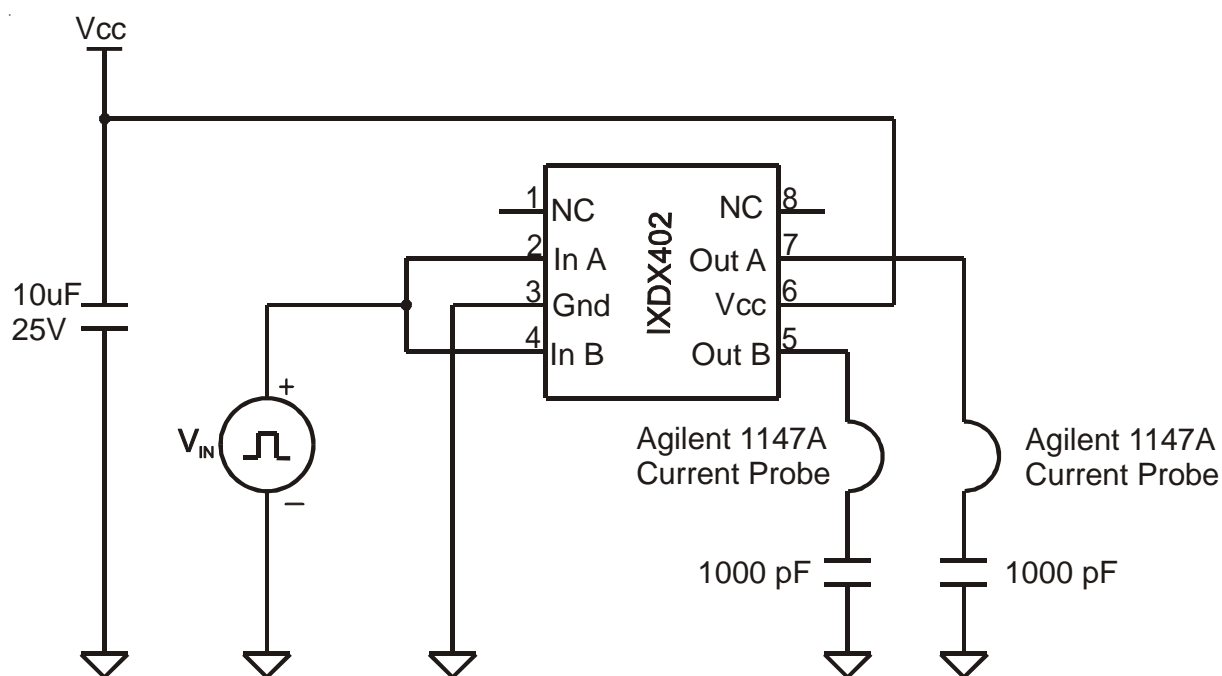 Vcc
1
NC
NC
8
2
In A
Out A
7
10uF
25V
3
Gnd
IXDX402
Vcc
6
4
In B
Out B
5
+
VIN
−
Agilent 1147A
Current Probe
Agilent 1147A
Current Probe
1000 pF
1000 pF